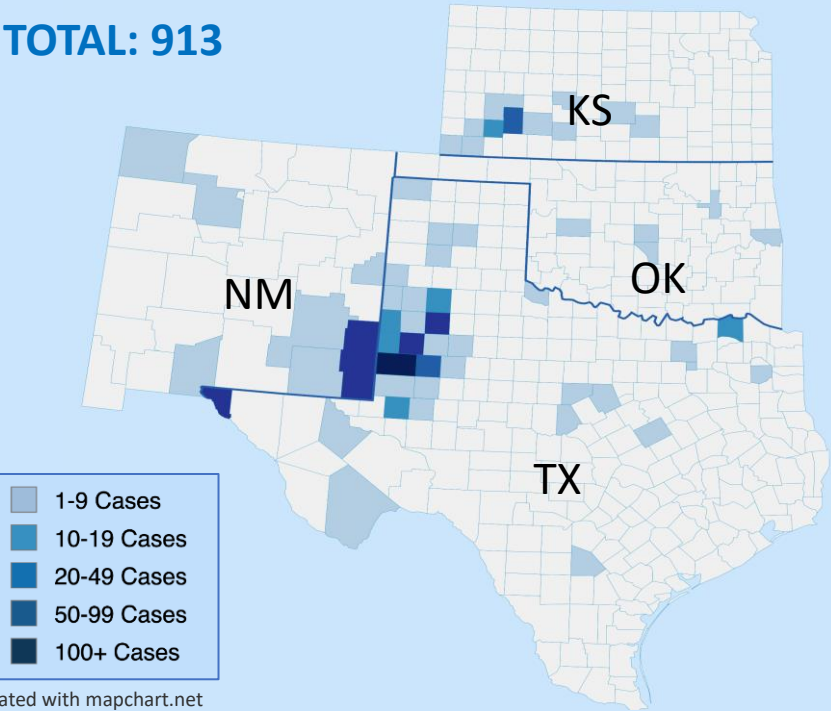 TOTAL: 913
KS
NM
OK
TX
1-9 Cases
10-19 Cases
20-49 Cases
50-99 Cases
100+ Cases
ated with mapchart.net